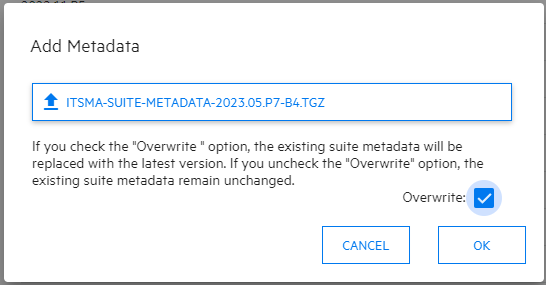 Add Metadata
ITSMA-SUITE-METADATA-2023.05.P7-B4.TGZ
If you check the "Overwrite " option, the existing suite metadata will be
replaced with the latest version. If you uncheck the "Overwrite" option, the
existing suite metadata remain unchanged.
Overwrite:
CANCEL
OK